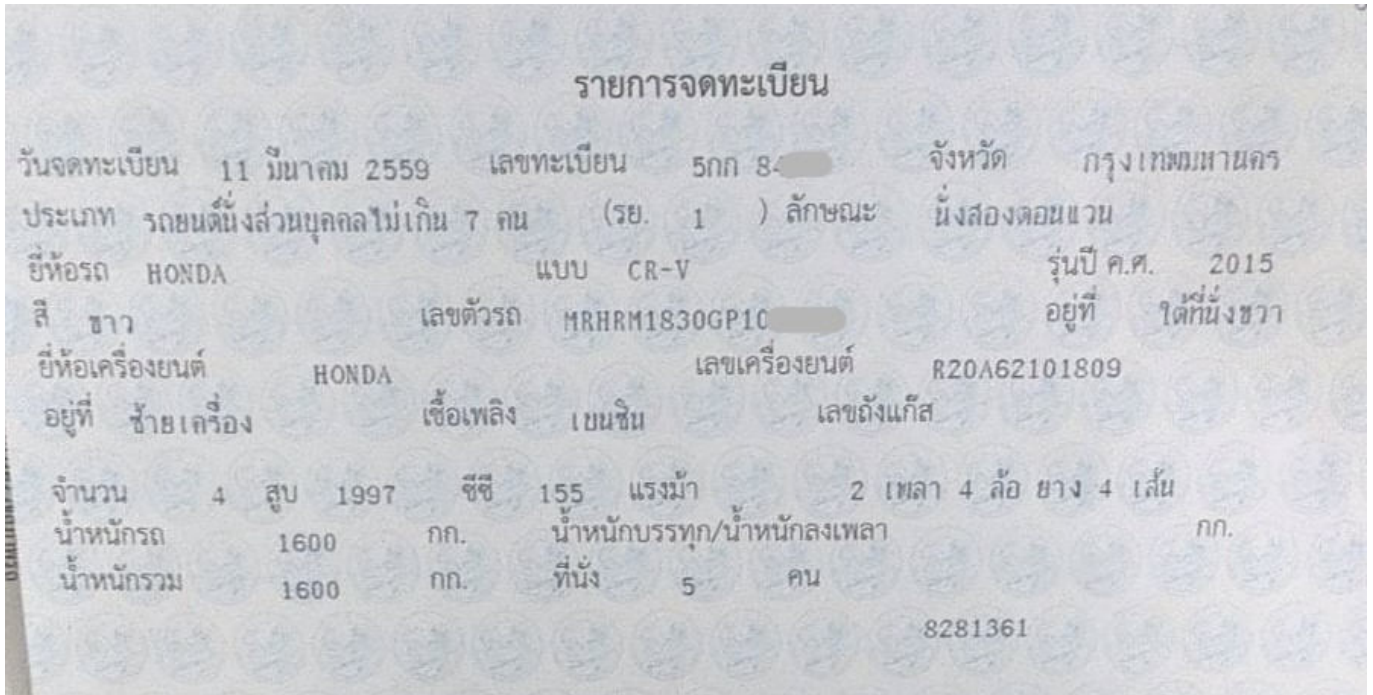 รายการจดทะเบียน
วันจดทะเบียน 11 มีนาคม 2559 เลขทะเบียน 5กก 84 จังหวัด กรุงเทพมหานคร
ประเภท รถยนต์นั่งส่วนบุคคลไม่เกิน 7 คน (รย. 1 ) ลักษณะ นั่งสองตอนแวน
ยี่ห้อรถ HONDA แบบ CR-V รุ่นปี ค.ศ. 2015
สี ขาว เลขตัวรถ MRHRM1830GP10 อยู่ที่ ใต้ที่นั่งขวา
ยี่ห้อเครื่องยนต์ HONDA เลขเครื่องยนต์ R20A62101809
อยู่ที่ ซ้ายเครื่อง เชื้อเพลิง เบนซิน เลขถังแก๊ส
จำนวน 4 สูบ 1997 ซีซี 155 แรงม้า 2 เพลา 4 ล้อ ยาง 4 เส้น
น้ำหนักรถ 1600 กก. น้ำหนักบรรทุก/น้ำหนักลงเพลา กก.
น้ำหนักรวม 1600 กก. ที่นั่ง 5 คน
8281361